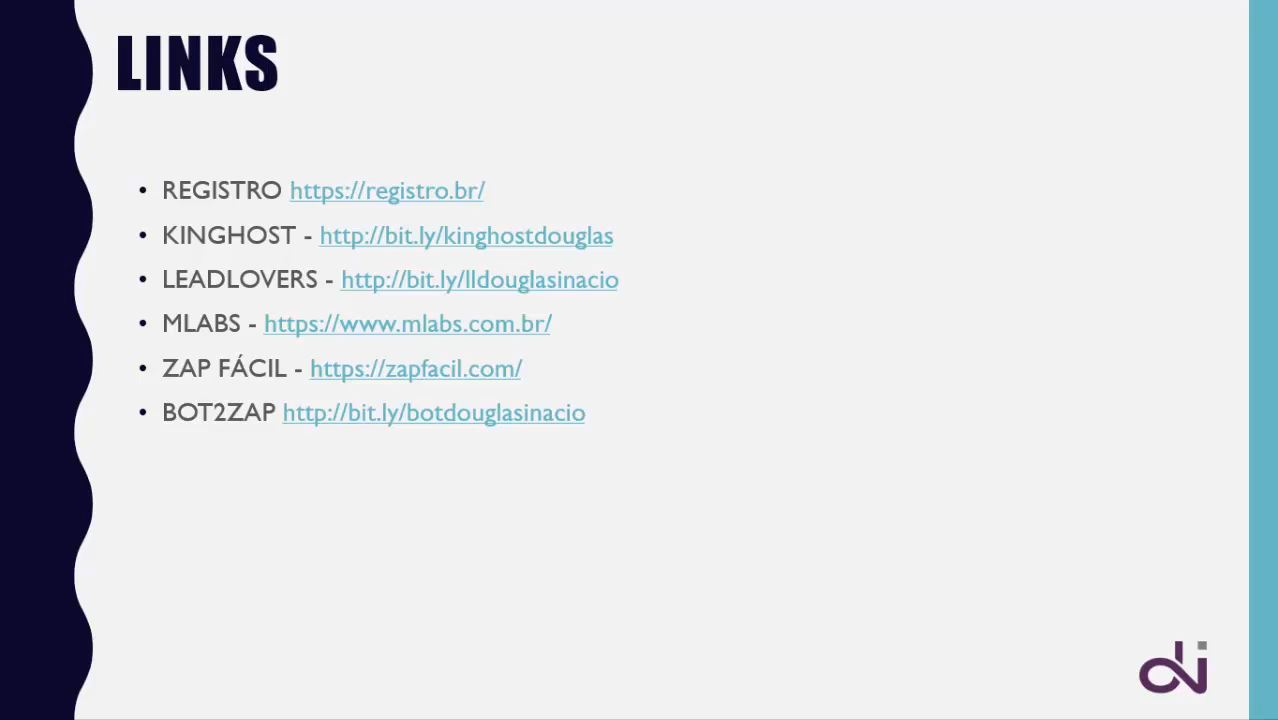 LINKS
• REGISTRO https://registro.br/
• KINGHOST - http://bit.ly/kinghostdouglas
• LEADLOVERS - http://bit.ly/lldouglasinacio
• MLABS - https://www.mlabs.com.br/
• ZAP FÁCIL - https://zapfacil.com/
• BOT2ZAP http://bit.ly/botdouglasinacio
di